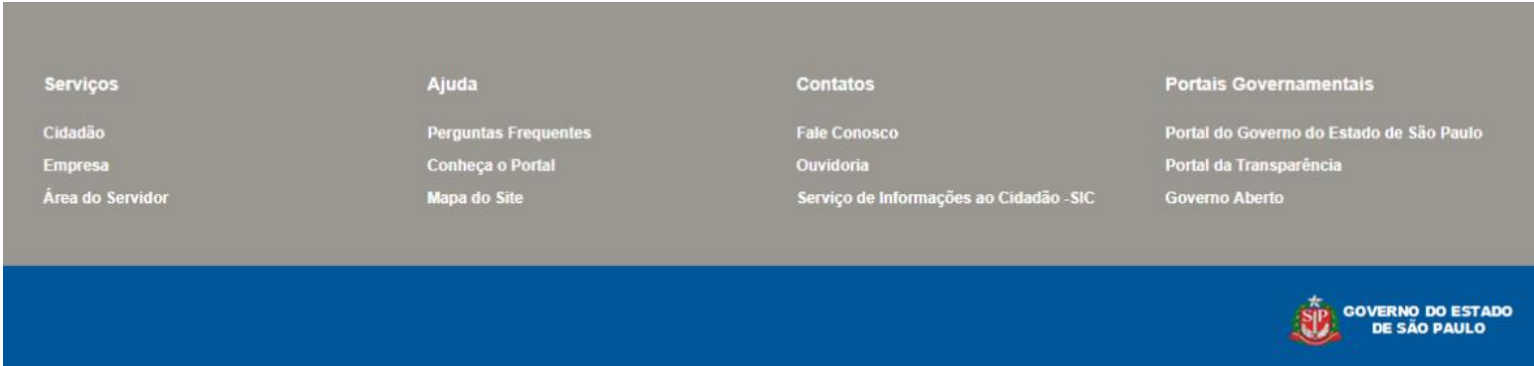 Serviços
Cidadão
Empresa
Área do Servidor
Ajuda
Perguntas Frequentes
Conheça o Portal
Mapa do Site
Contatos
Fale Conosco
Ouvidoria
Serviço de Informações ao Cidadão -SIC
Portais Governamentais
Portal do Governo do Estado de São Paulo
Portal da Transparência
Governo Aberto
SP
GOVERNO DO ESTADO
DE SÃO PAULO